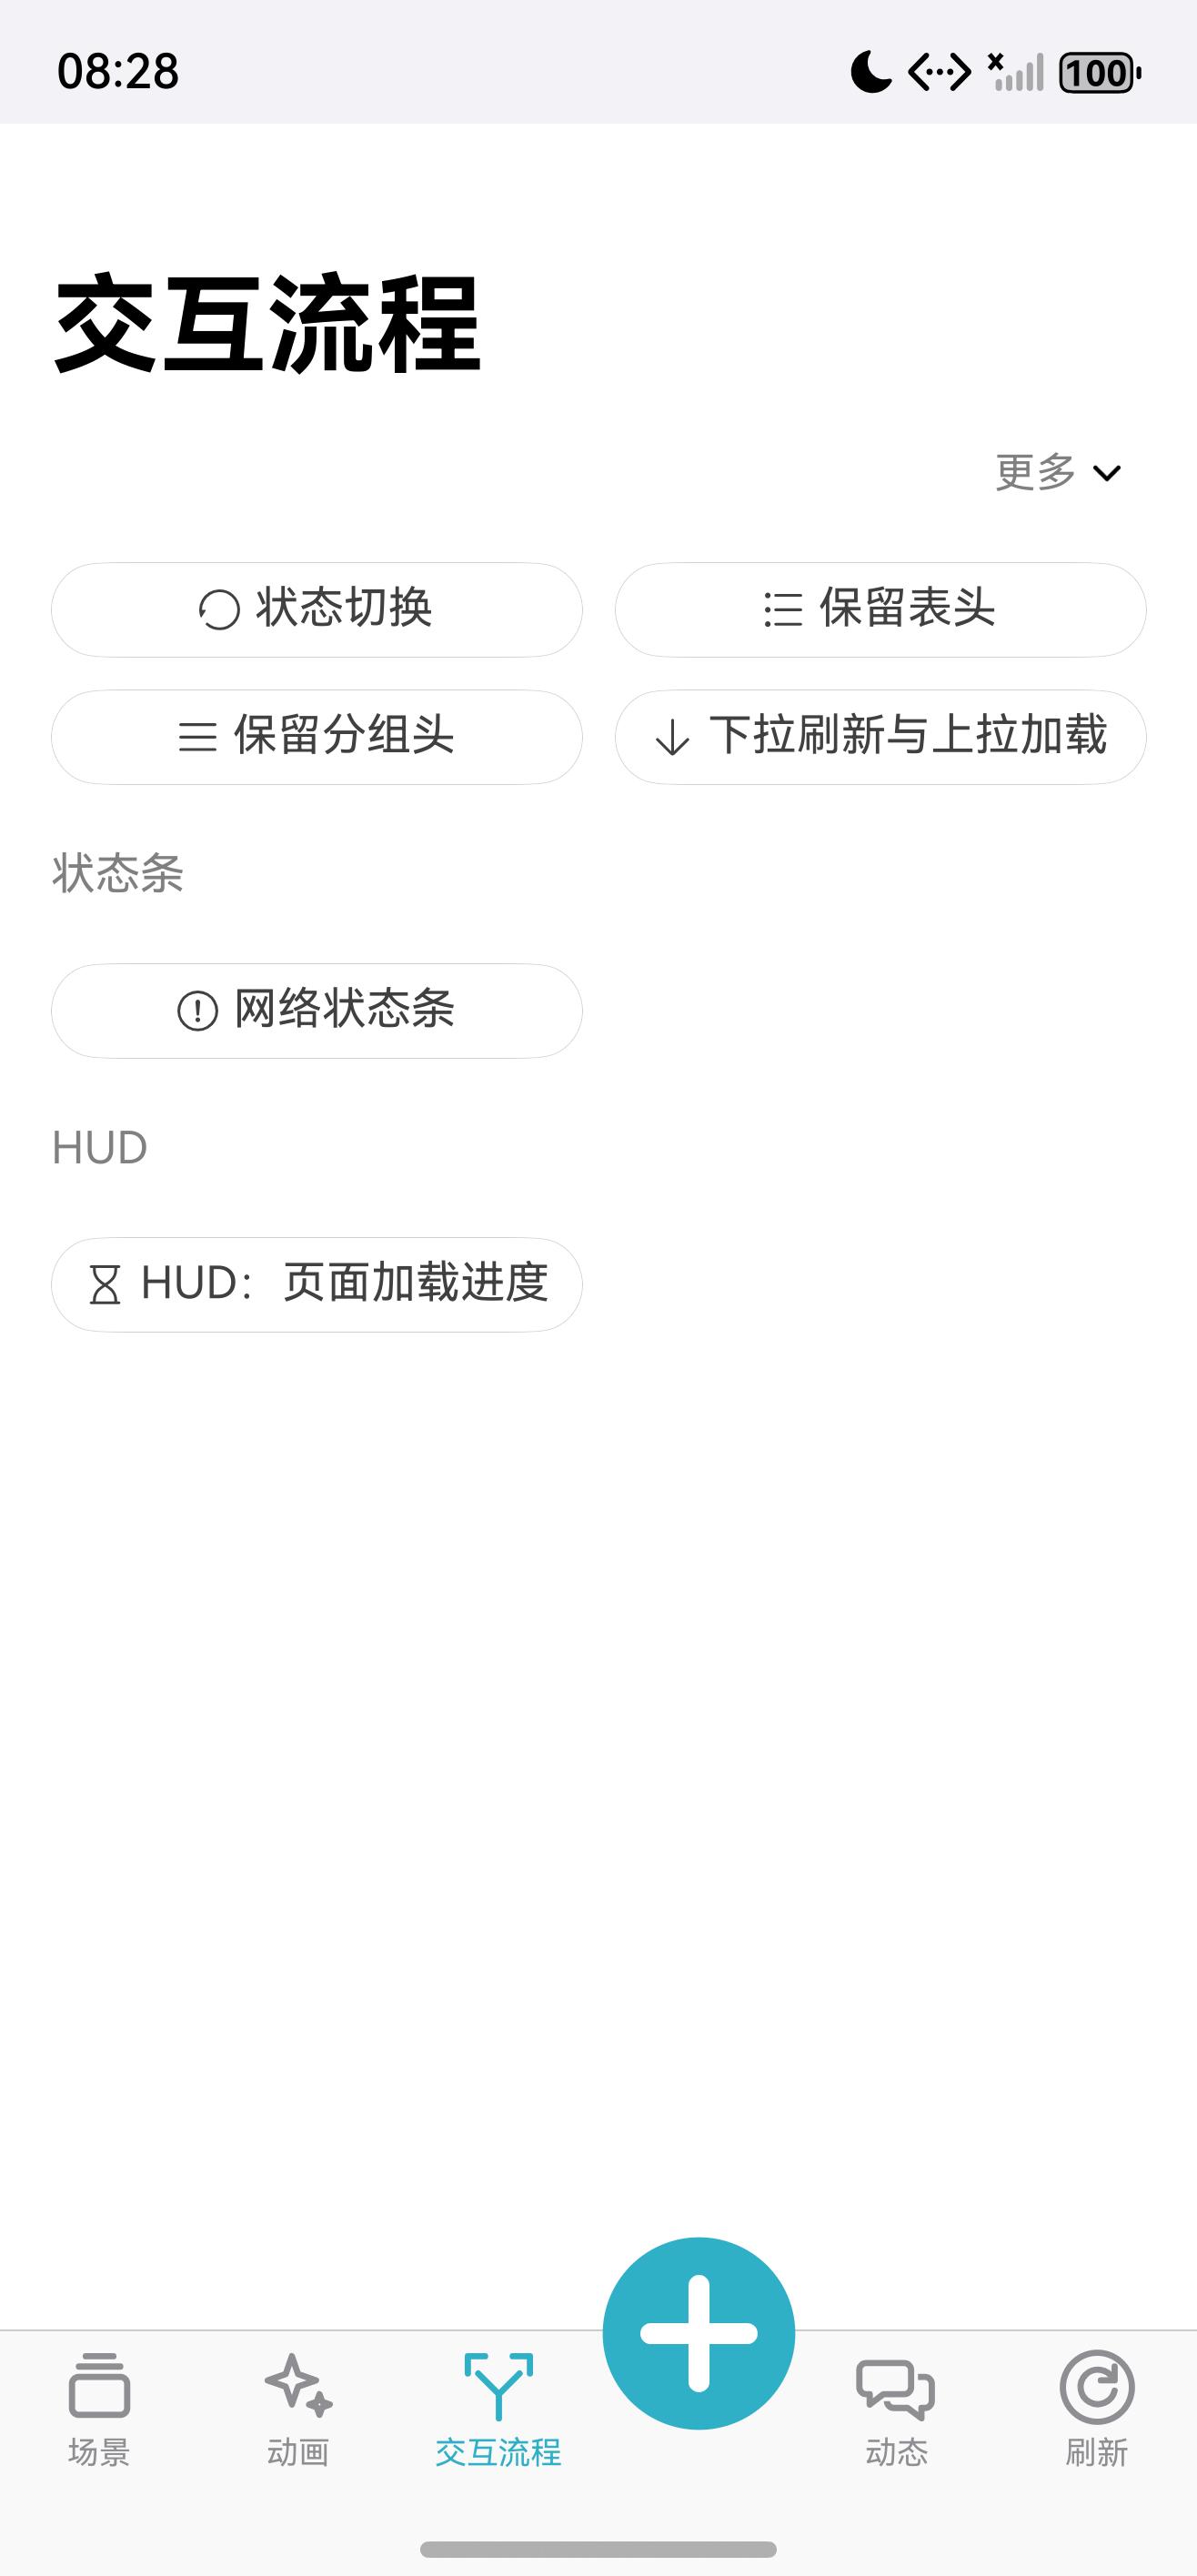 08:28
100
交互流程
更多
状态切换
保留表头
保留分组头
下拉刷新与上拉加载
状态条
网络状态条
HUD
HUD：页面加载进度
场景
动画
交互流程
动态
刷新